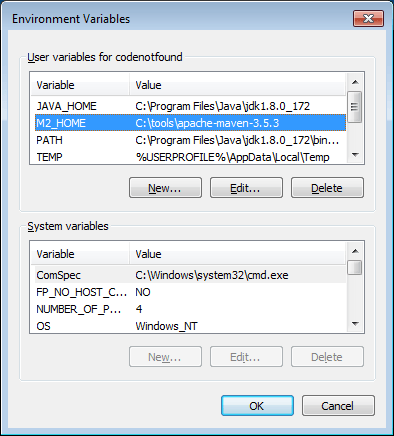 Environment Variables
User variables for codenotfound
Variable Value
JAVA_HOME C:\Program Files\Java\jdk1.8.0_172
M2_HOME C:\tools\apache-maven-3.5.3
PATH C:\Program Files\Java\jdk1.8.0_172\bin...
TEMP %USERPROFILE%\AppData\Local\Temp
New... Edit... Delete
System variables
Variable Value
ComSpec C:\Windows\system32\cmd.exe
FP_NO_HOST_C... NO
NUMBER_OF_P... 4
OS Windows_NT
New... Edit... Delete
OK Cancel